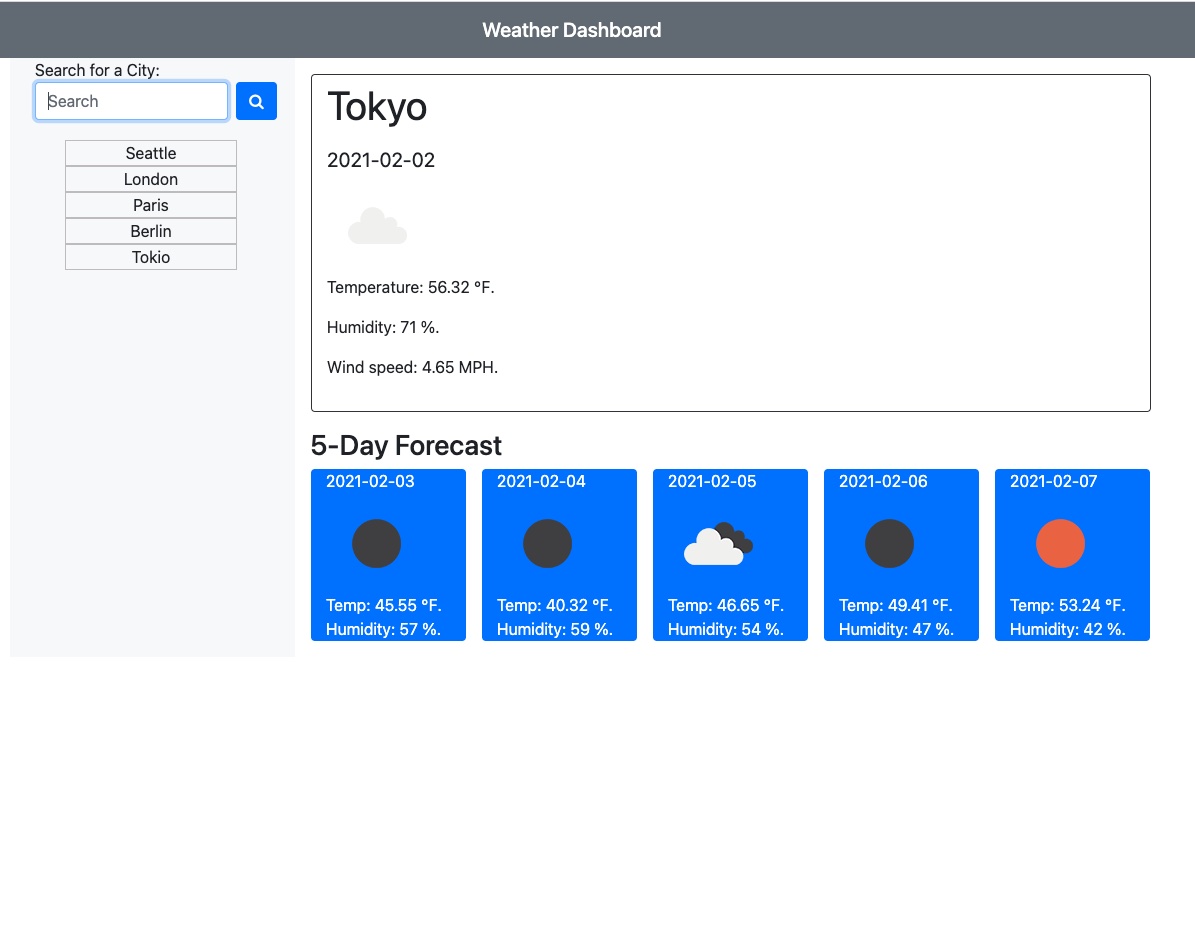 Weather Dashboard
Search for a City:
Search
Seattle
London
Paris
Berlin
Tokio
Tokyo
2021-02-02
Temperature: 56.32 °F.
Humidity: 71 %.
Wind speed: 4.65 MPH.
5-Day Forecast
2021-02-03
Temp: 45.55 °F.
Humidity: 57 %.
2021-02-04
Temp: 40.32 °F.
Humidity: 59 %.
2021-02-05
Temp: 46.65 °F.
Humidity: 54 %.
2021-02-06
Temp: 49.41 °F.
Humidity: 47 %.
2021-02-07
Temp: 53.24 °F.
Humidity: 42 %.